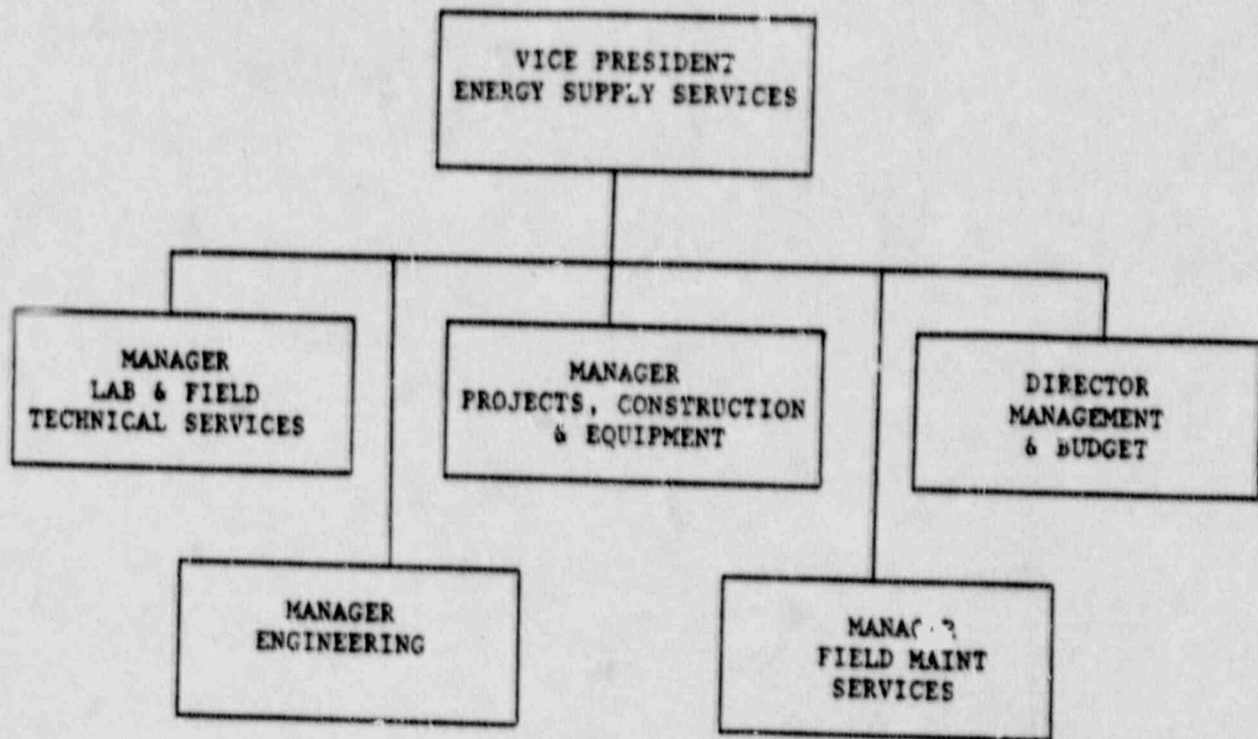 VICE PRESIDENT
ENERGY SUPPLY SERVICES
MANAGER
LAB & FIELD
TECHNICAL SERVICES
MANAGER
PROJECTS, CONSTRUCTION
& EQUIPMENT
DIRECTOR
MANAGEMENT
& BUDGET
MANAGER
ENGINEERING
MANAGER
FIELD MAINT
SERVICES